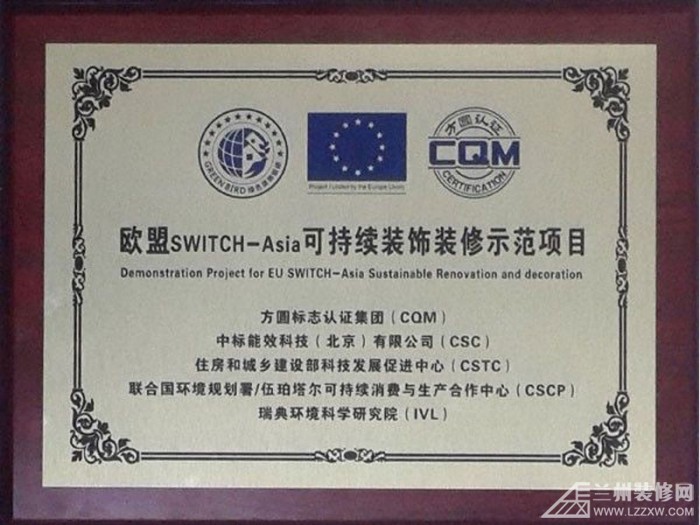 GREEN BIRD
Project Funded by the Europe Union
方圆认证
CQM
CERTIFICATION
欧盟SWITCH-Asia可持续装饰装修示范项目
Demonstration Project for EU SWITCH-Asia Sustainable Renovation and decoration
方圆标志认证集团(CQM)
中标能效科技(北京)有限公司(CSC)
住房和城乡建设部科技发展促进中心(CSTC)
联合国环境规划署/伍珀塔尔可持续消费与生产合作中心(CSCP)
瑞典环境科学研究院(IVL)
兰州装修网
www.LZZXW.com